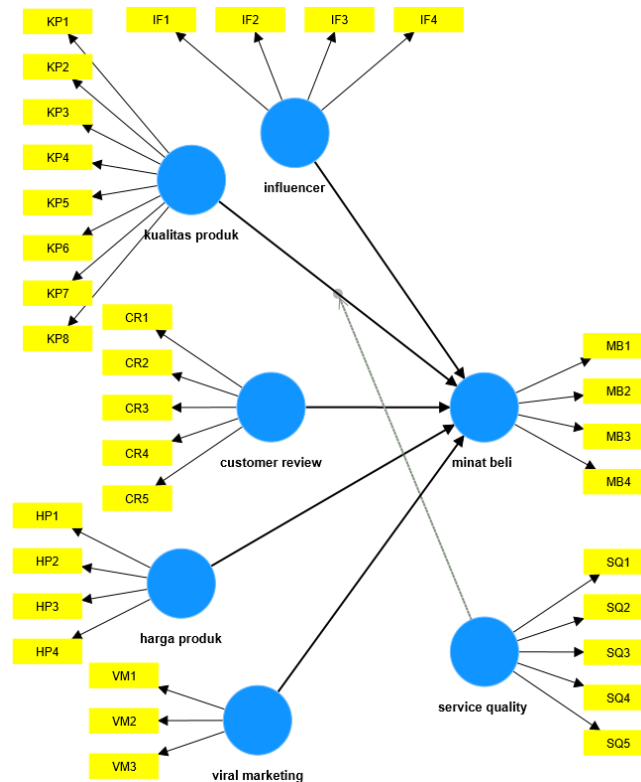 KP1
KP2
KP3
KP4
KP5
KP6
KP7
KP8
kualitas produk
IF1
IF2
IF3
IF4
influencer
CR1
CR2
CR3
CR4
CR5
customer review
MB1
MB2
MB3
MB4
minat beli
HP1
HP2
HP3
HP4
harga produk
VM1
VM2
VM3
viral marketing
SQ1
SQ2
SQ3
SQ4
SQ5
service quality